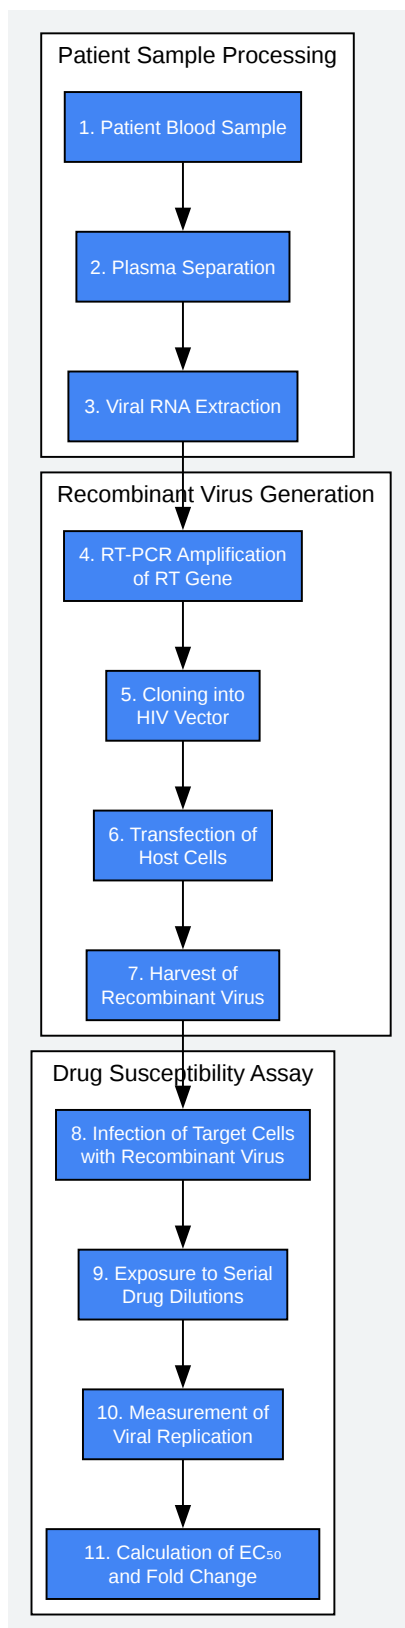 Patient Sample Processing
1. Patient Blood Sample
2. Plasma Separation
3. Viral RNA Extraction
Recombinant Virus Generation
4. RT-PCR Amplification
of RT Gene
5. Cloning into
HIV Vector
6. Transfection of
Host Cells
7. Harvest of
Recombinant Virus
Drug Susceptibility Assay
8. Infection of Target Cells
with Recombinant Virus
9. Exposure to Serial
Drug Dilutions
10. Measurement of
Viral Replication
11. Calculation of EC₅₀
and Fold Change